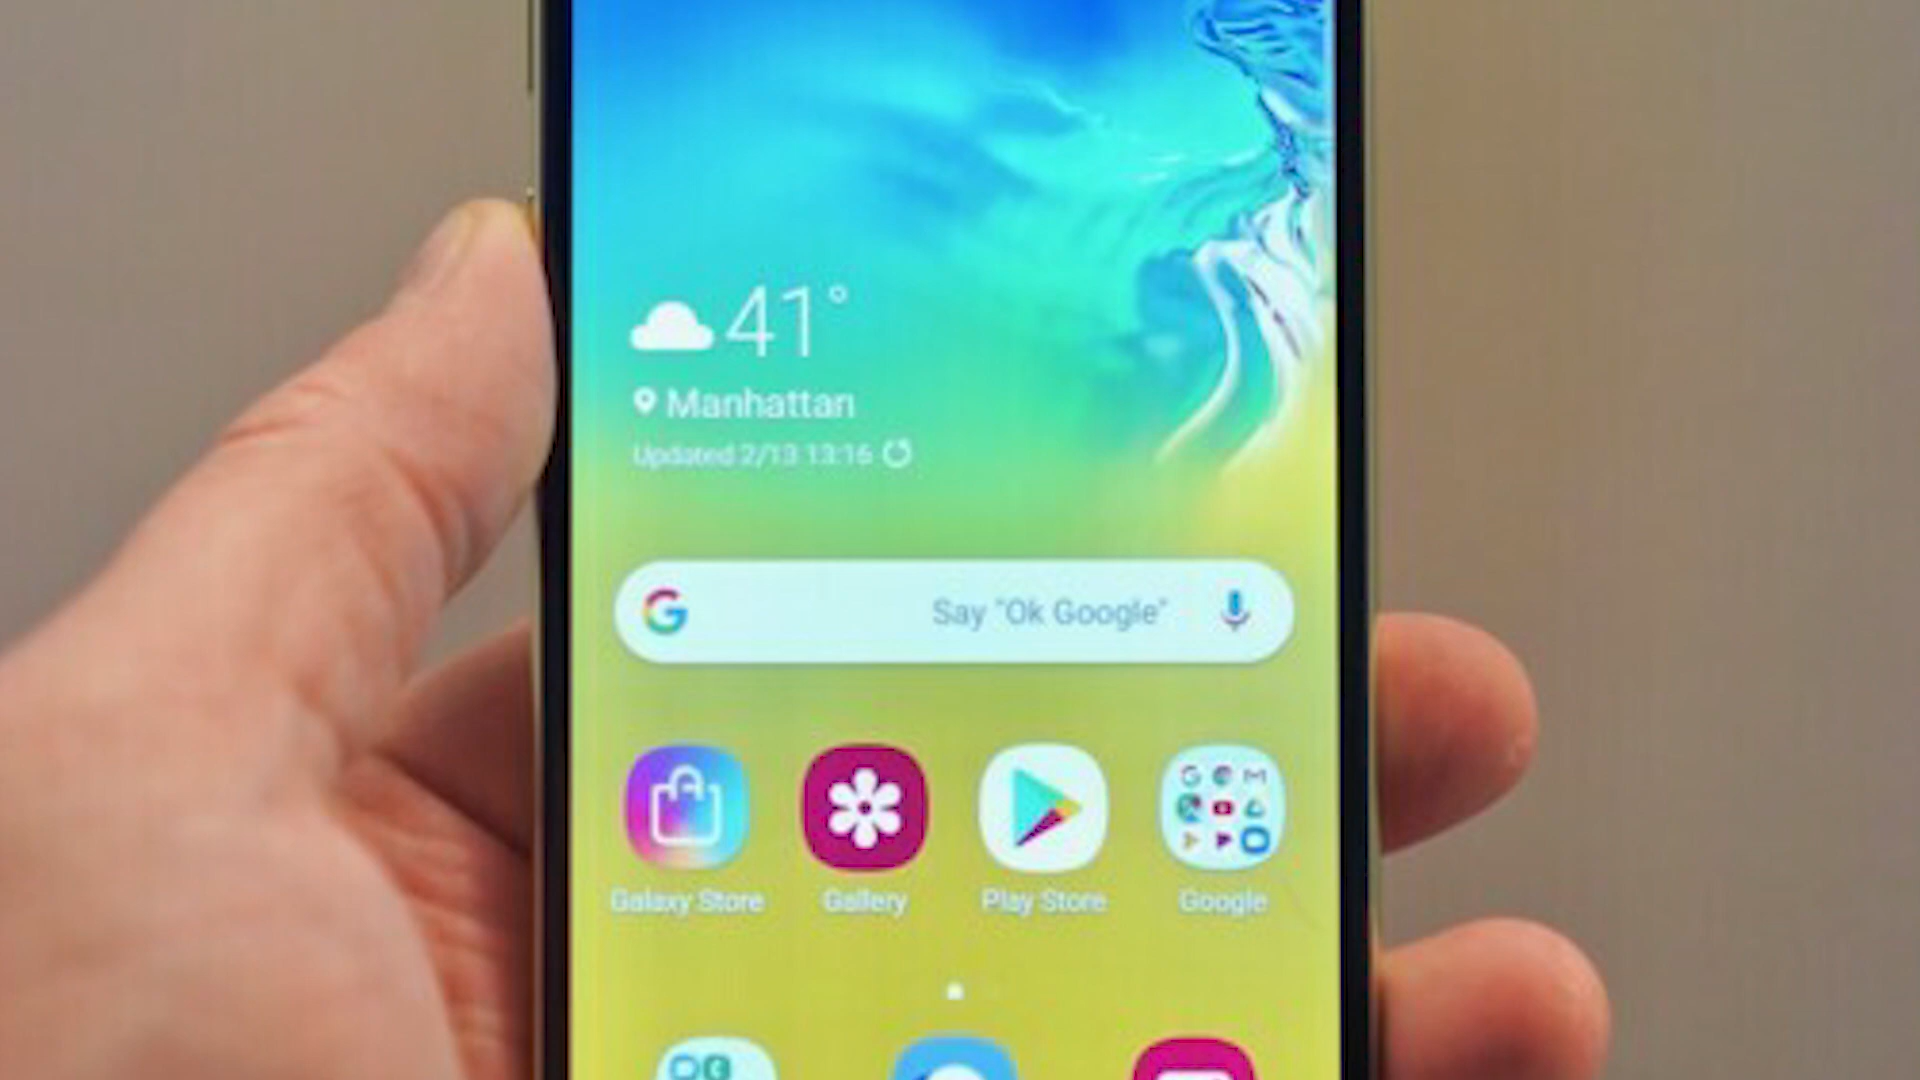 41°
Manhattan
Updated 2/13 13:16
G Say "Ok Google"
Galaxy Store Gallery Play Store Google